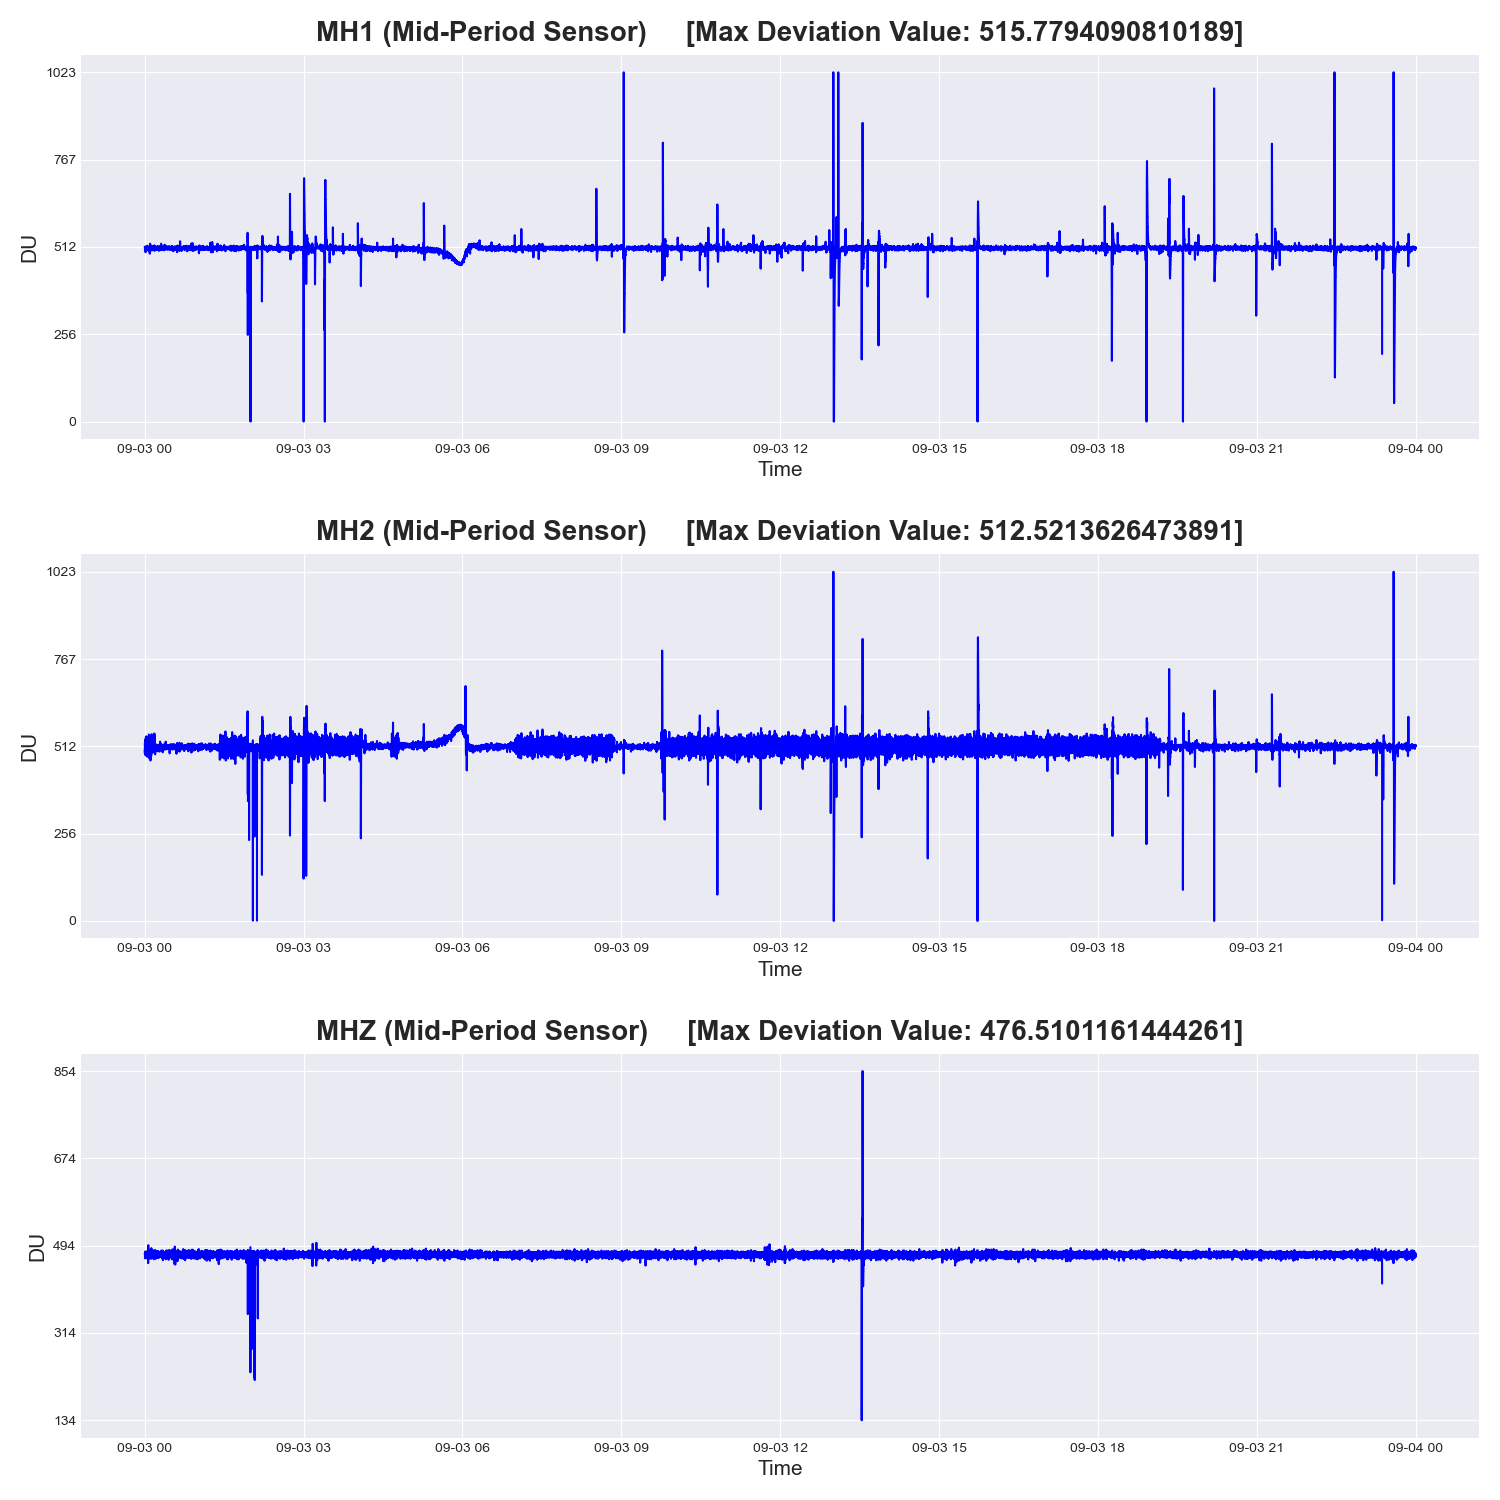 MH1 (Mid-Period Sensor) [Max Deviation Value: 515.7794090810189]
1023
767
512
256
0
DU
09-03 00 09-03 03 09-03 06 09-03 09 09-03 12 09-03 15 09-03 18 09-03 21 09-04 00
Time
MH2 (Mid-Period Sensor) [Max Deviation Value: 512.5213626473891]
1023
767
512
256
0
DU
09-03 00 09-03 03 09-03 06 09-03 09 09-03 12 09-03 15 09-03 18 09-03 21 09-04 00
Time
MHZ (Mid-Period Sensor) [Max Deviation Value: 476.5101161444261]
854
674
494
314
134
DU
09-03 00 09-03 03 09-03 06 09-03 09 09-03 12 09-03 15 09-03 18 09-03 21 09-04 00
Time